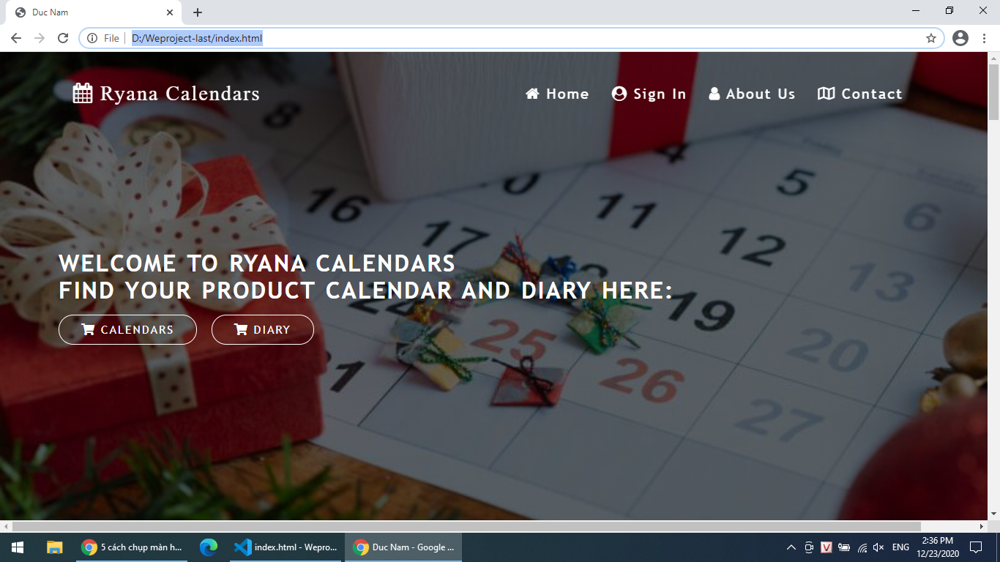 Duc Nam
File D:/Weproject-last/index.html
Ryana Calendars
Home Sign In About Us Contact
8 4 5 6
16 17 11 12 13
19 20
21 25 26 27
WELCOME TO RYANA CALENDARS
FIND YOUR PRODUCT CALENDAR AND DIARY HERE:
CALENDARS DIARY
5 cách chụp màn h...
index.html - Wepro...
Duc Nam - Google ...
ENG
2:36 PM
12/23/2020